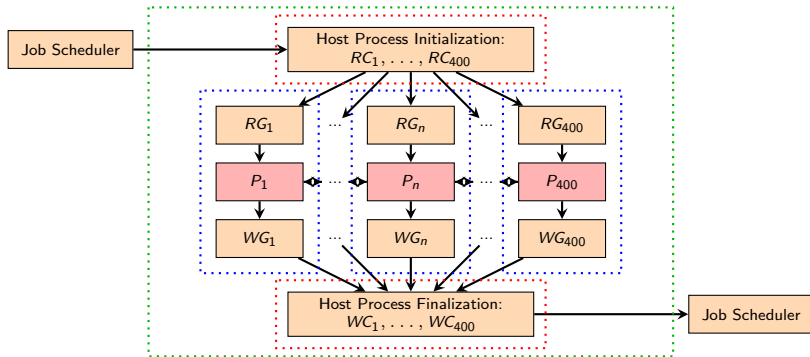 Job Scheduler
Host Process Initialization:
RC₁, . . . , RC₄₀₀
RG₁ ... RGₙ ... RG₄₀₀
P₁ ... Pₙ ... P₄₀₀
WG₁ ... WGₙ ... WG₄₀₀
Host Process Finalization:
WC₁, . . . , WC₄₀₀
Job Scheduler